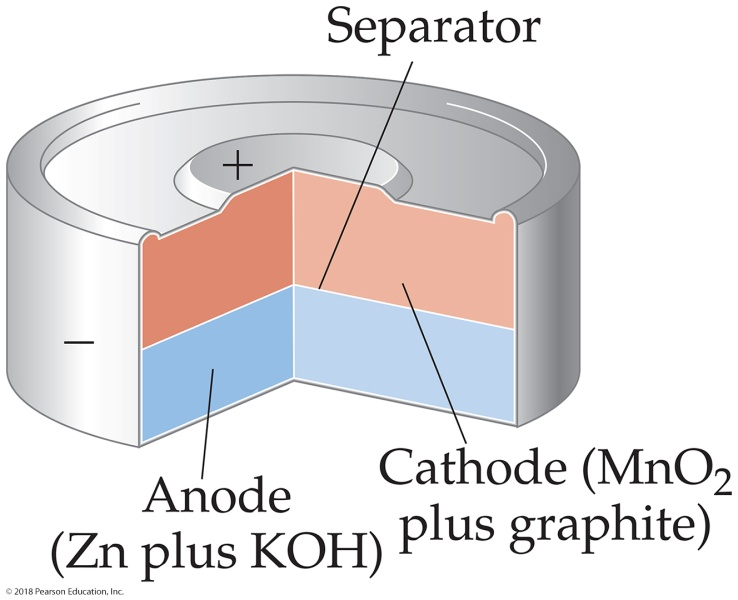 Separator
+
−
Anode
(Zn plus KOH)
Cathode (MnO₂
plus graphite)
© 2018 Pearson Education, Inc.